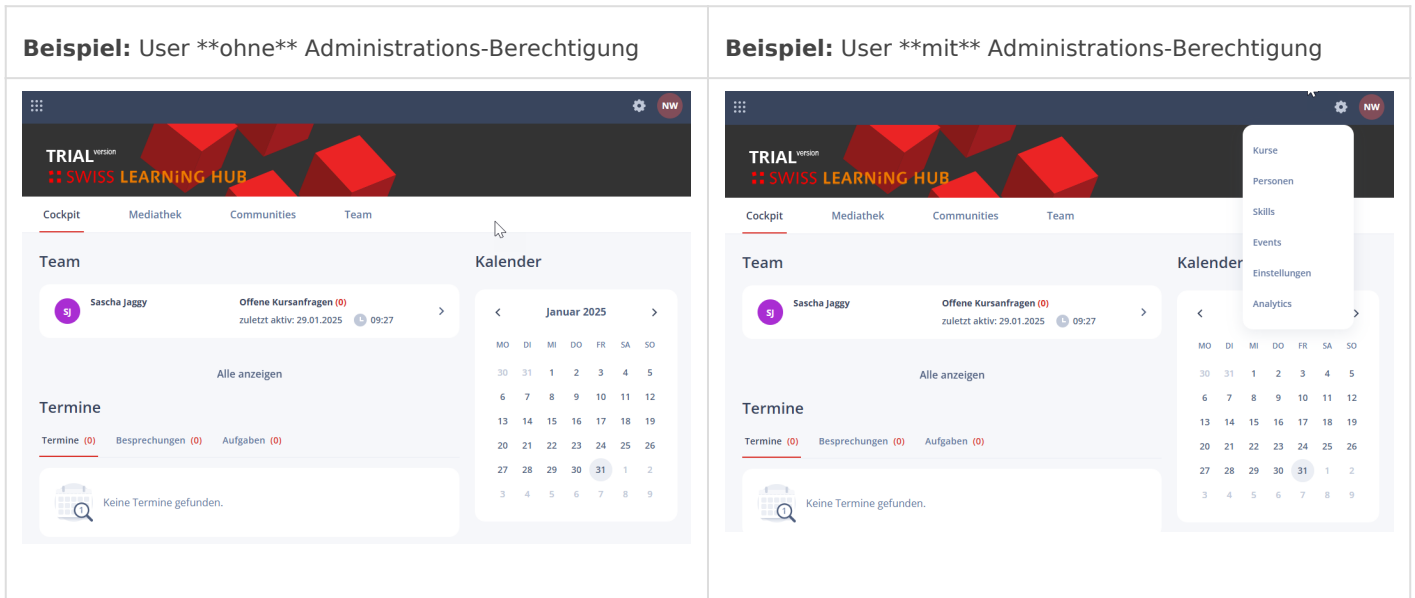 Beispiel: User **ohne** Administrations-Berechtigung
NW
TRIAL version
SWISS LEARNiNG HUB
Cockpit Mediathek Communities Team
Team
SJ
Sascha Jaggy
Offene Kursanfragen (0)
zuletzt aktiv: 29.01.2025 09:27
Alle anzeigen
Termine
Termine (0) Besprechungen (0) Aufgaben (0)
1
Keine Termine gefunden.
Kalender
Januar 2025
MO DI MI DO FR SA SO
30 31 1 2 3 4 5
6 7 8 9 10 11 12
13 14 15 16 17 18 19
20 21 22 23 24 25 26
27 28 29 30 31 1 2
3 4 5 6 7 8 9
Beispiel: User **mit** Administrations-Berechtigung
NW
TRIAL version
SWISS LEARNiNG HUB
Kurse
Personen
Skills
Events
Einstellungen
Analytics
Cockpit Mediathek Communities Team
Team
SJ
Sascha Jaggy
Offene Kursanfragen (0)
zuletzt aktiv: 29.01.2025 09:27
Alle anzeigen
Termine
Termine (0) Besprechungen (0) Aufgaben (0)
1
Keine Termine gefunden.
Kalender
MO DI MI DO FR SA SO
30 31 1 2 3 4 5
6 7 8 9 10 11 12
13 14 15 16 17 18 19
20 21 22 23 24 25 26
27 28 29 30 31 1 2
3 4 5 6 7 8 9